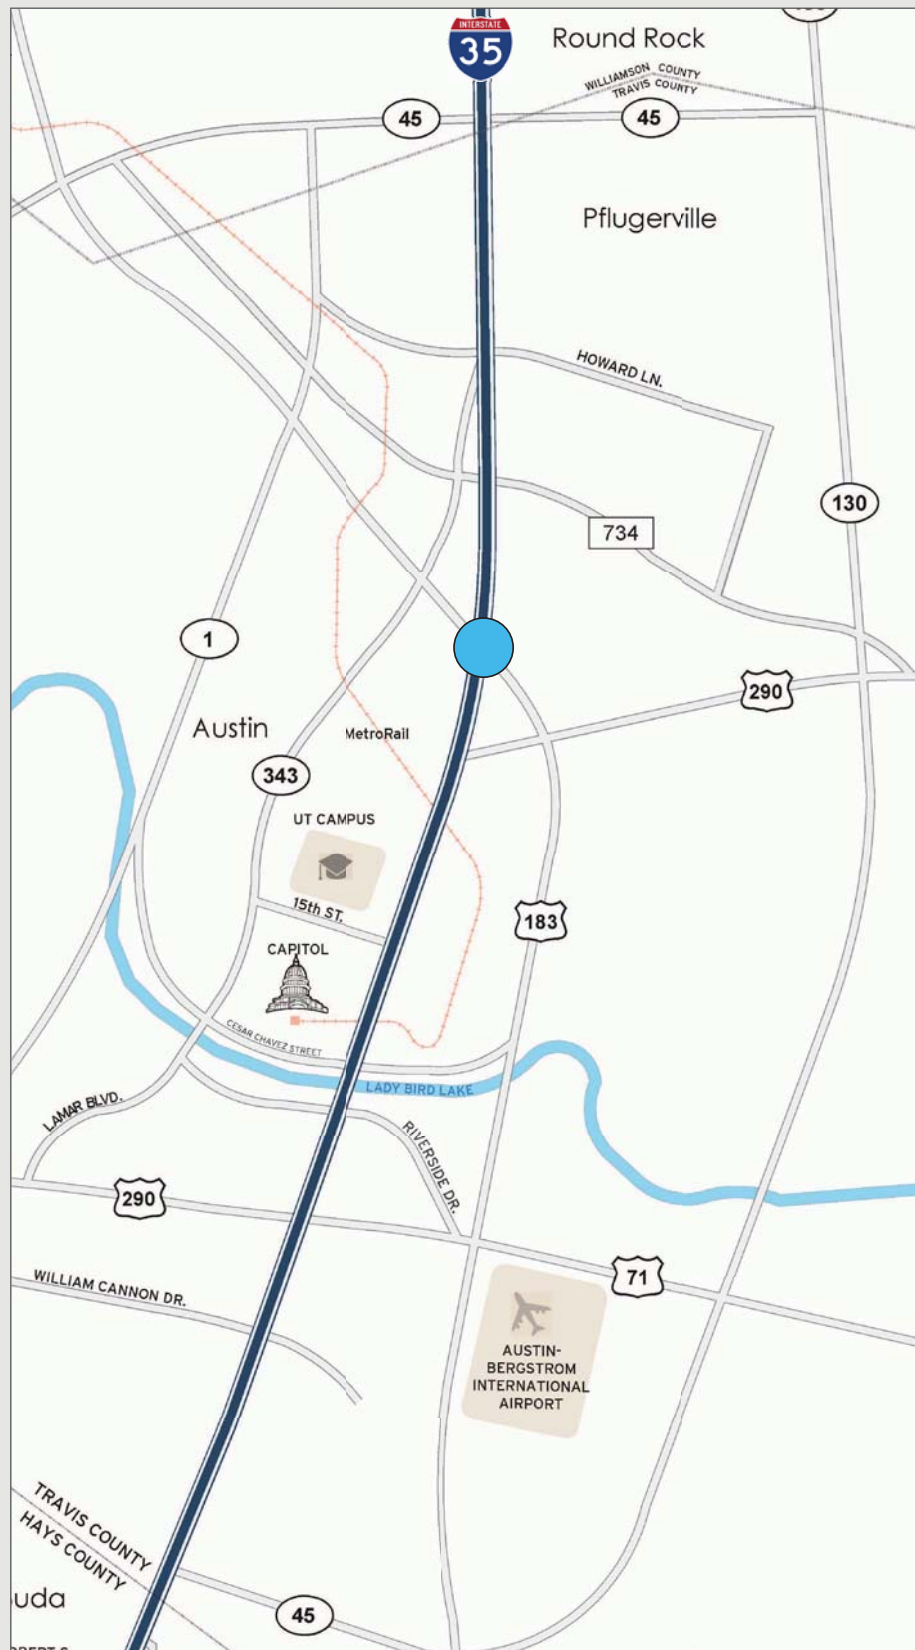 INTERSTATE
35
Round Rock
WILLIAMSON COUNTY
TRAVIS COUNTY
45
45
Pflugerville
HOWARD LN.
130
734
1
290
Austin
MetroRail
343
UT CAMPUS
15th ST.
183
CAPITOL
CESAR CHAVEZ STREET
LADY BIRD LAKE
LAMAR BLVD.
RIVERSIDE DR.
290
71
WILLIAM CANNON DR.
AUSTIN-
BERGSTROM
INTERNATIONAL
AIRPORT
TRAVIS COUNTY
HAYS COUNTY
uda
45